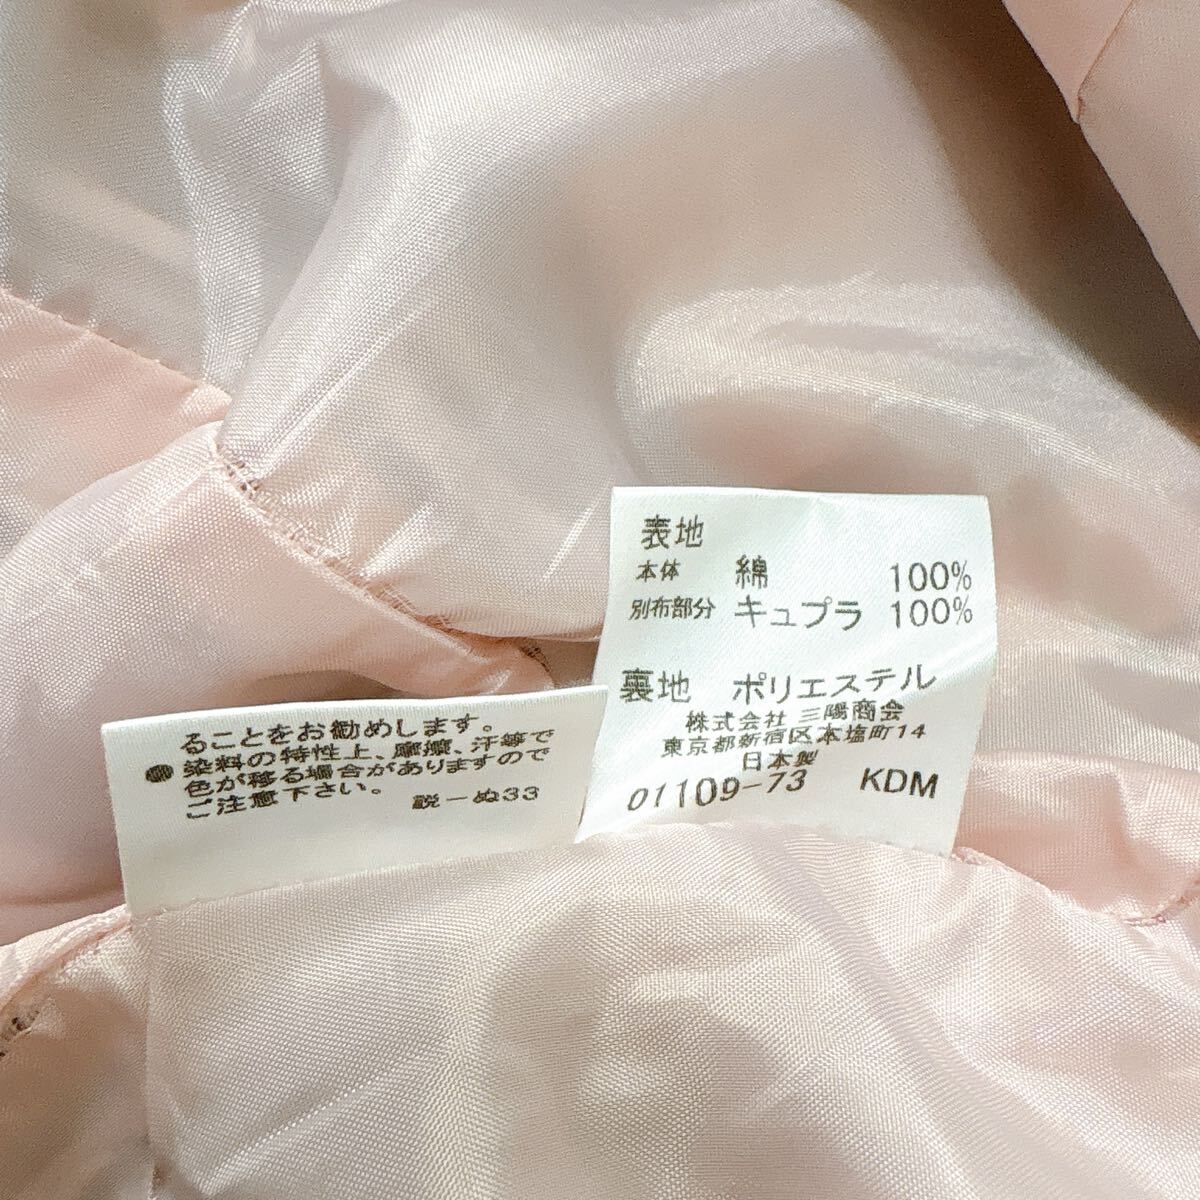 ることをお勧めします。
●染料の特性上、摩擦、汗等で
色が移る場合がありますので
ご注意下さい。
説-ぬ33
表地
本体 綿 100%
別布部分 キュプラ 100%
裏地 ポリエステル
株式会社 三陽商会
東京都新宿区本塩町14
日本製
01109-73 KDM